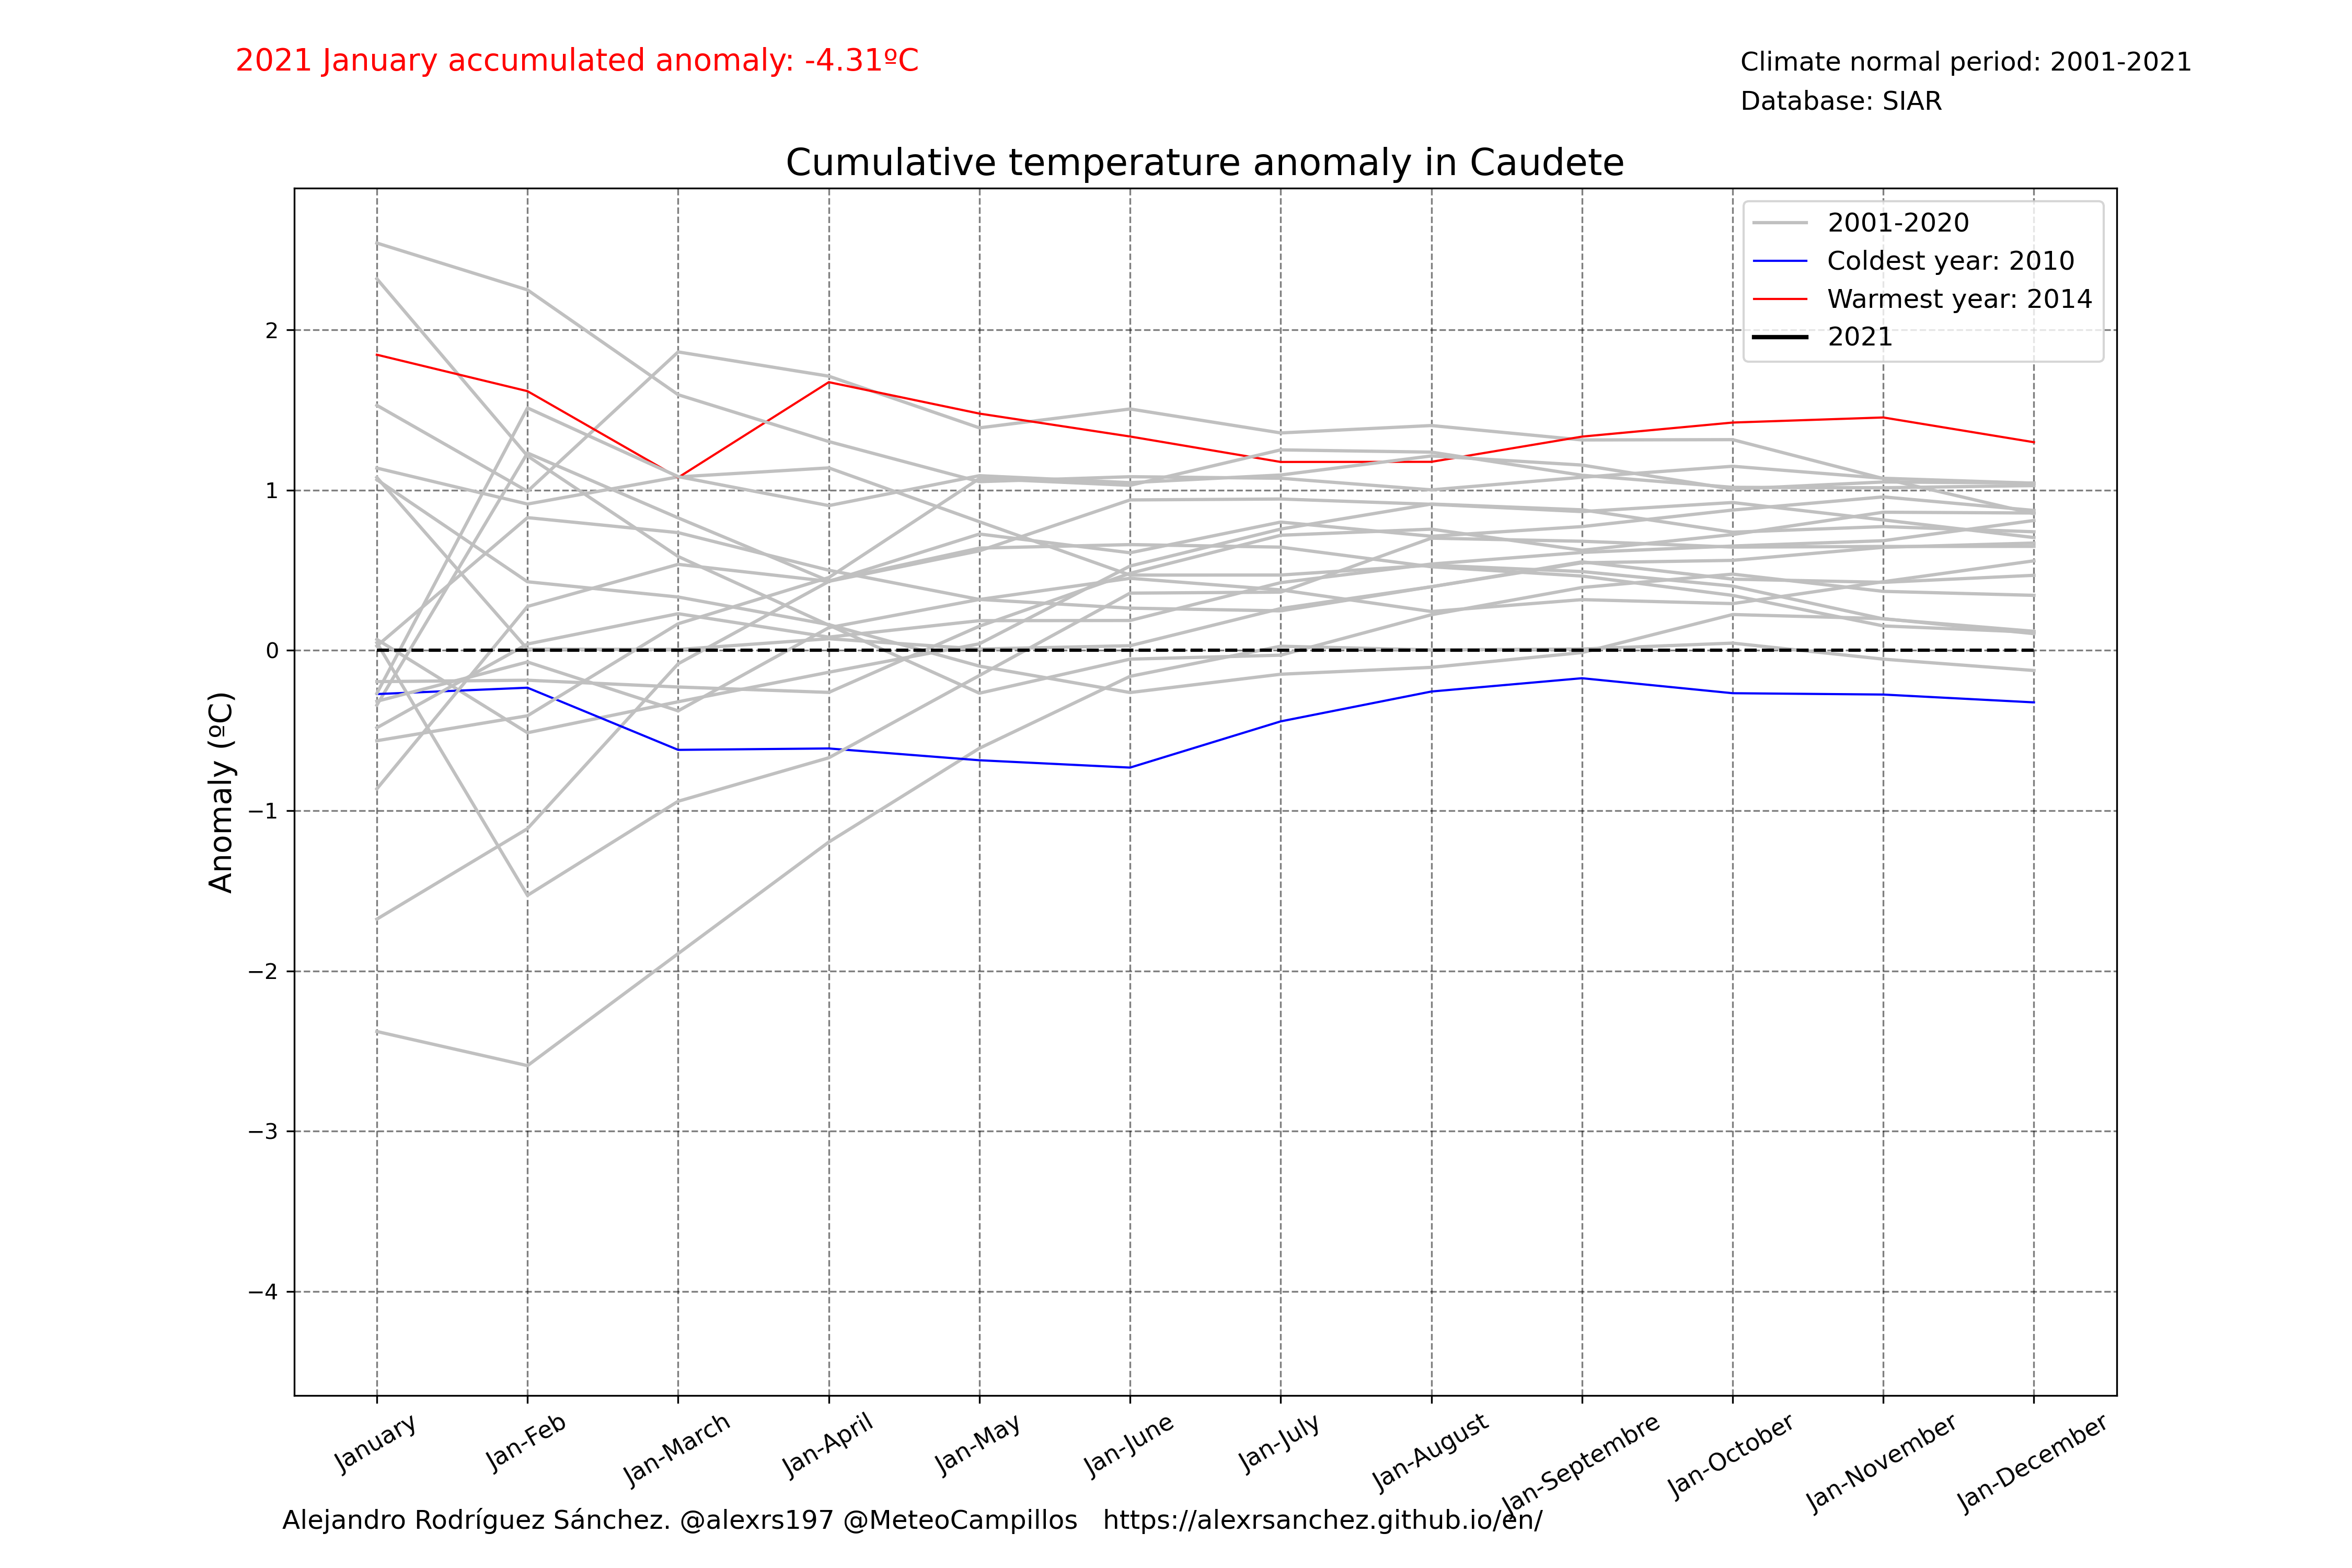 2021 January accumulated anomaly: -4.31ºC
Climate normal period: 2001-2021
Database: SIAR
Cumulative temperature anomaly in Caudete
2001-2020
Coldest year: 2010
Warmest year: 2014
2021
Anomaly (ºC)
2
1
0
−1
−2
−3
−4
January
Jan-Feb
Jan-March
Jan-April
Jan-May
Jan-June
Jan-July
Jan-August
Jan-Septembre
Jan-October
Jan-November
Jan-December
Alejandro Rodríguez Sánchez. @alexrs197 @MeteoCampillos https://alexrsanchez.github.io/en/